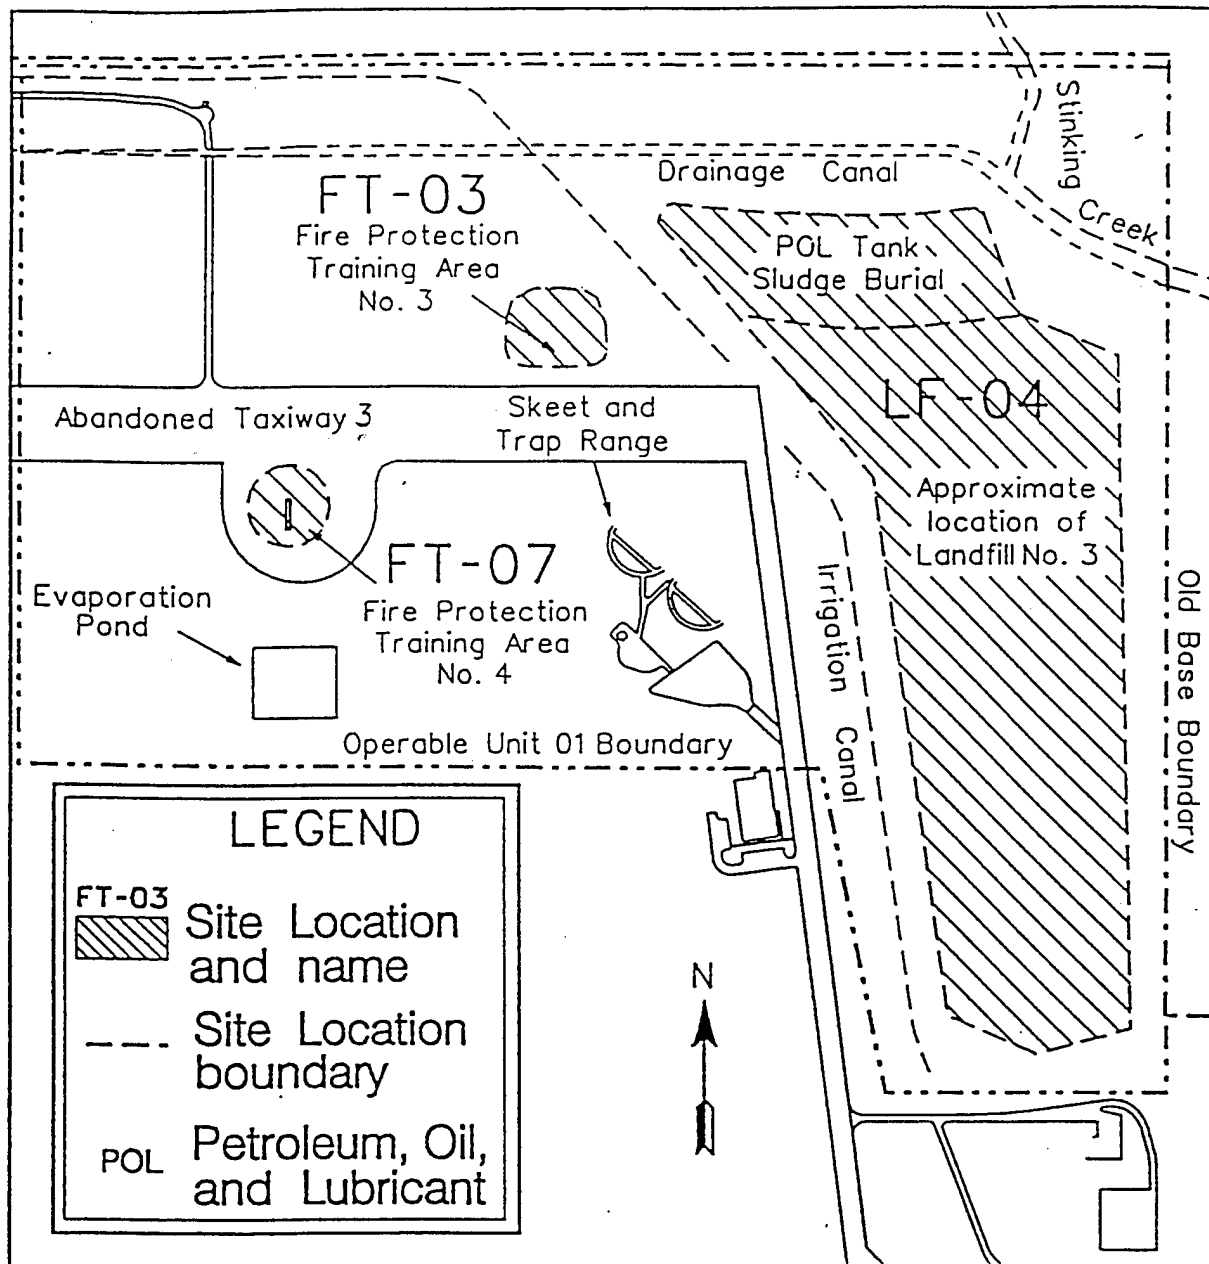 Stinking
Creek
Drainage Canal
FT-03
Fire Protection
Training Area
No. 3
POL Tank
Sludge Burial
LF-04
Abandoned Taxiway 3
Skeet and
Trap Range
Approximate
location of
Landfill No. 3
FT-07
Fire Protection
Training Area
No. 4
Evaporation
Pond
Irrigation Canal
Old Base Boundary
Operable Unit 01 Boundary
LEGEND
FT-03
Site Location
and name
Site Location
boundary
POL
Petroleum, Oil,
and Lubricant
N